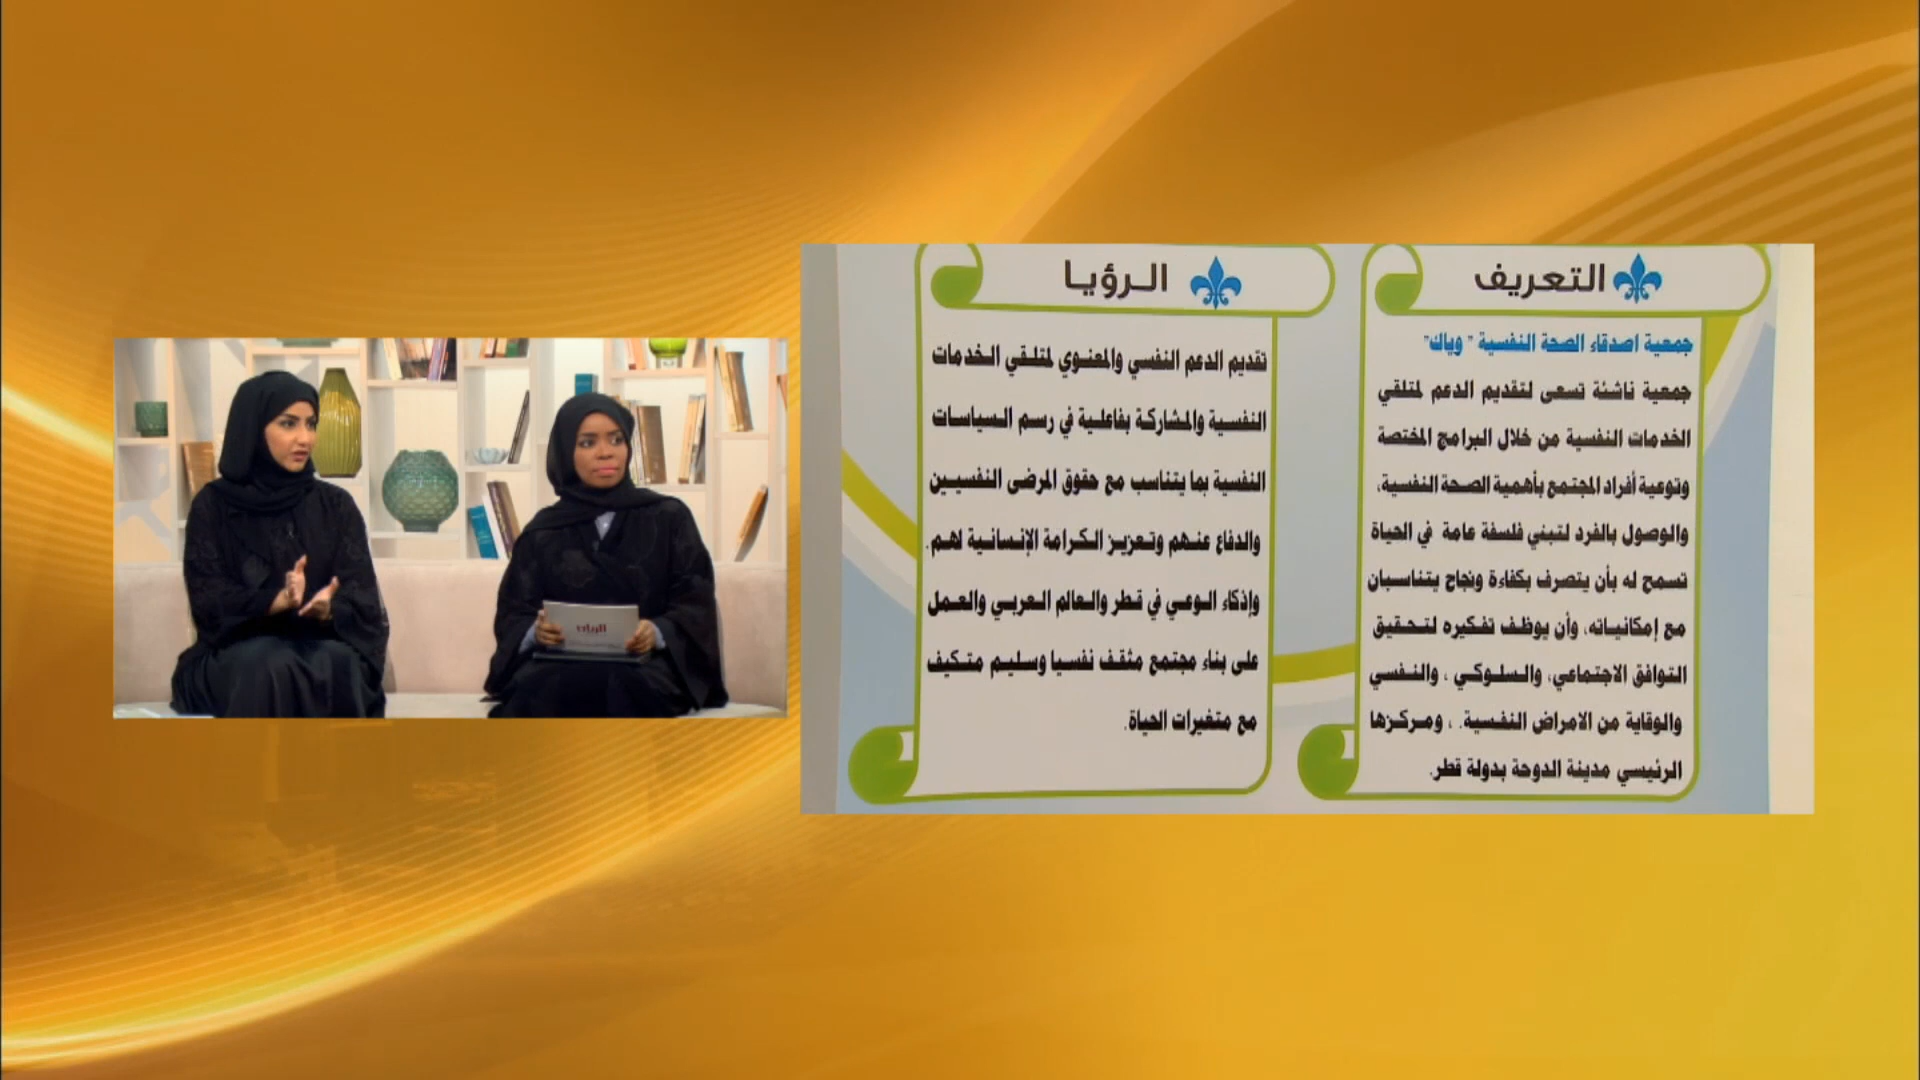 التعريف
جمعية اصدقاء الصحة النفسية " وياك"
جمعية ناشئة تسعى لتقديم الدعم لمتلقي
الخدمات النفسية من خلال البرامج المختصة
وتوعية أفراد المجتمع بأهمية الصحة النفسية،
والوصول بالفرد لتبني فلسفة عامة في الحياة
تسمح له بأن يتصرف بكفاءة ونجاح يتناسبان
مع إمكانياته، وأن يوظف تفكيره لتحقيق
التوافق الاجتماعي، والسلوكي ، والنفسي
والوقاية من الامراض النفسية. ، ومركزها
الرئيسي مدينة الدوحة بدولة قطر.
الرؤيا
تقديم الدعم النفسي والمعنوي لمتلقي الخدمات
النفسية والمشاركة بفاعلية في رسم السياسات
النفسية بما يتناسب مع حقوق المرضى النفسيين
والدفاع عنهم وتعزيز الكرامة الإنسانية لهم.
وإذكاء الوعي في قطر والعالم العربي والعمل
على بناء مجتمع مثقف نفسيا وسليم متكيف
مع متغيرات الحياة.
الريان